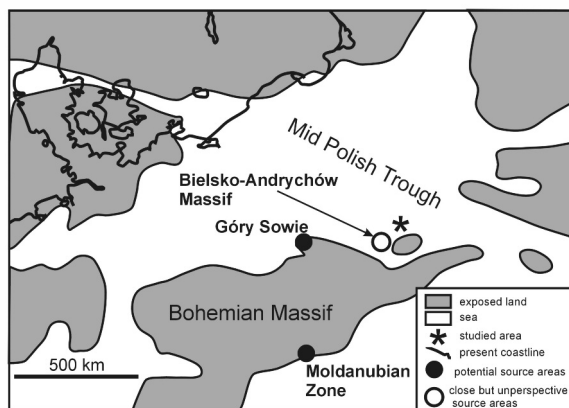 Mid Polish Trough
Bielsko-Andrychów
Massif
Góry Sowie
Bohemian Massif
Moldanubian
Zone
500 km
exposed land
sea
studied area
present coastline
potential source areas
close but unperspective
source areas